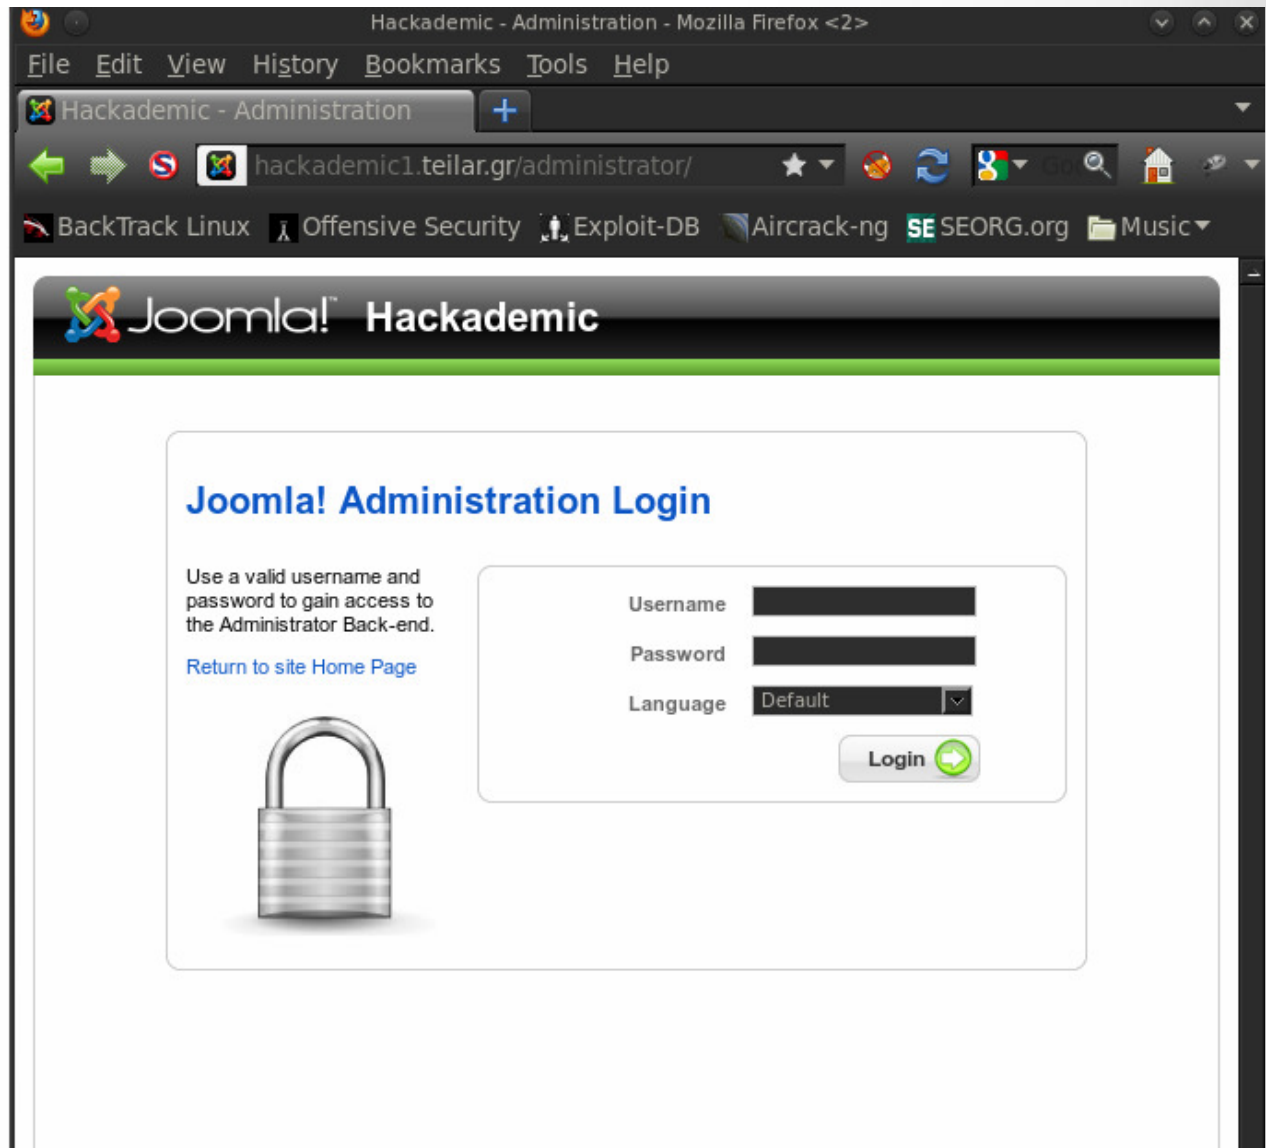 Hackademic - Administration - Mozilla Firefox <2>
File Edit View History Bookmarks Tools Help
Hackademic - Administration
hackademic1.teilar.gr/administrator/
BackTrack Linux Offensive Security Exploit-DB Aircrack-ng SE SEORG.org Music
Joomla!™ Hackademic
Joomla! Administration Login
Use a valid username and
password to gain access to
the Administrator Back-end.
Return to site Home Page
Username
Password
Language Default
Login